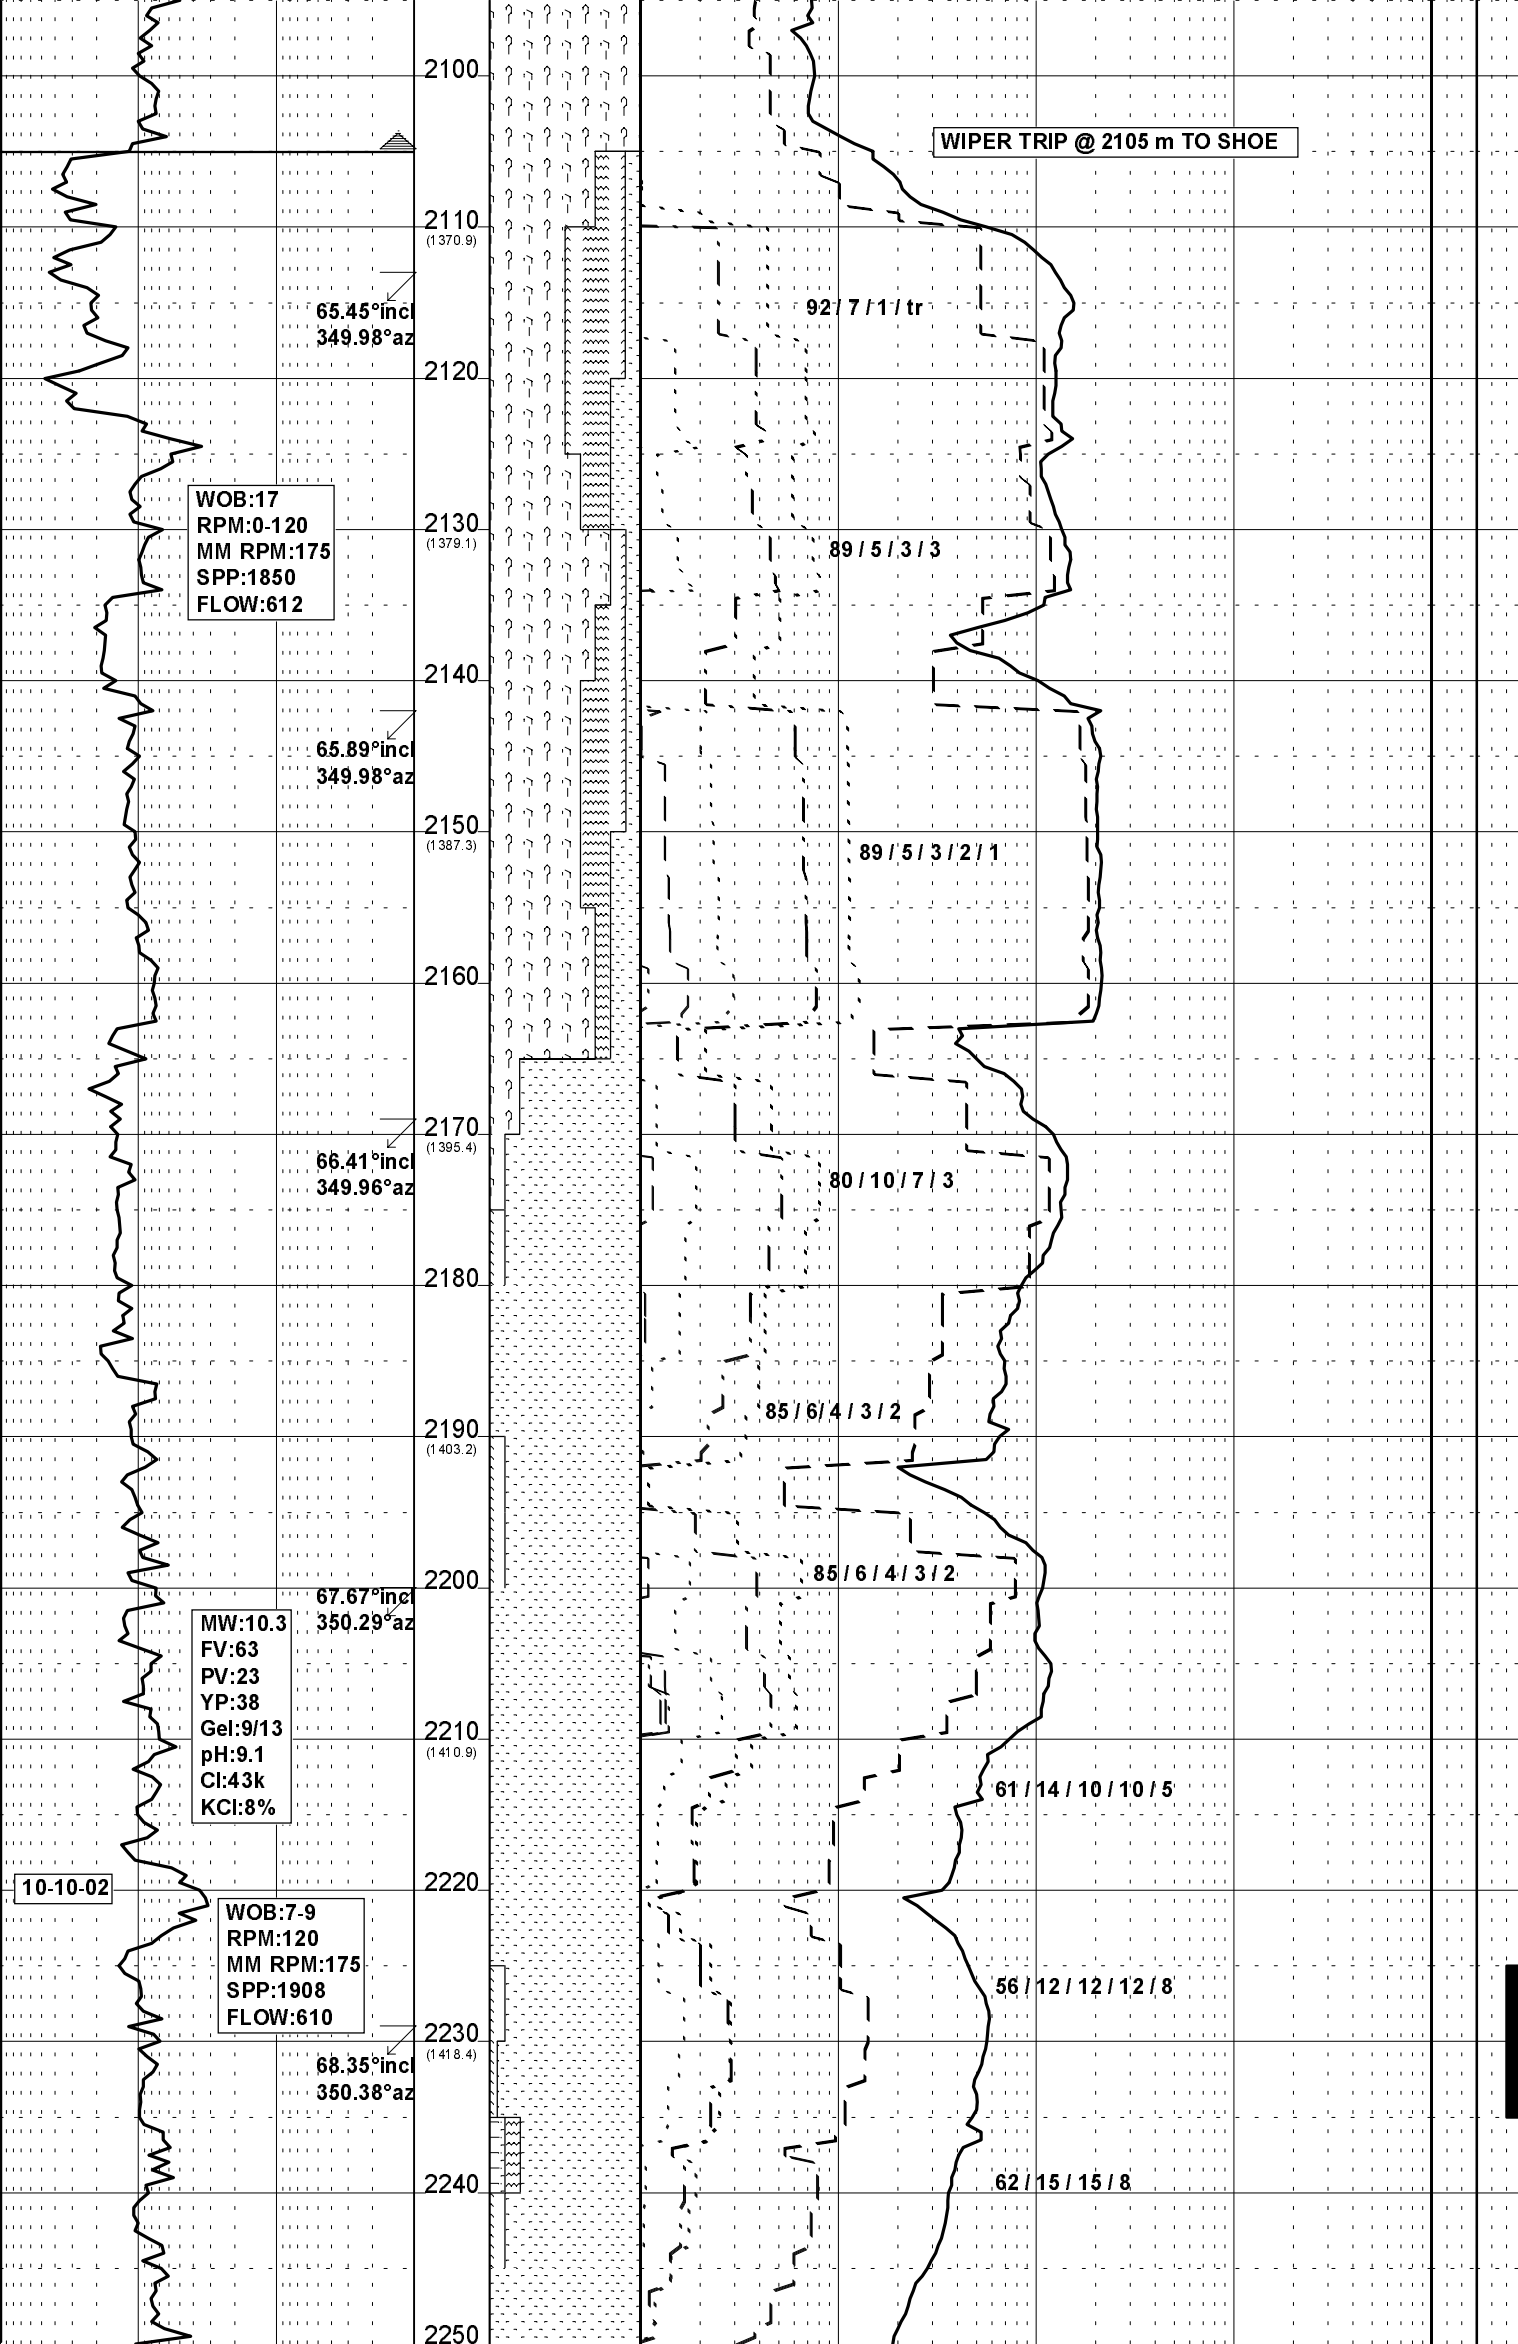 2100
WIPER TRIP @ 2105 m TO SHOE
2110
(1370.9)
65.45°incl
349.98°az
92 / 7 / 1 / tr
2120
WOB:17
RPM:0-120
MM RPM:175
SPP:1850
FLOW:612
2130
(1379.1)
89 / 5 / 3 / 3
2140
65.89°incl
349.98°az
2150
(1387.3)
89 / 5 / 3 / 2 / 1
2160
2170
(1395.4)
66.41°incl
349.96°az
80 / 10 / 7 / 3
2180
85 / 6/ 4 / 3 / 2
2190
(1403.2)
85 / 6 / 4 / 3 / 2
2200
67.67°incl
350.29°az
MW:10.3
FV:63
PV:23
YP:38
Gel:9/13
pH:9.1
Cl:43k
KCl:8%
2210
(1410.9)
61 / 14 / 10 / 10 / 5
2220
10-10-02
WOB:7-9
RPM:120
MM RPM:175
SPP:1908
FLOW:610
56 / 12 / 12 / 12 / 8
2230
(1418.4)
68.35°incl
350.38°az
2240
62 / 15 / 15 / 8
2250